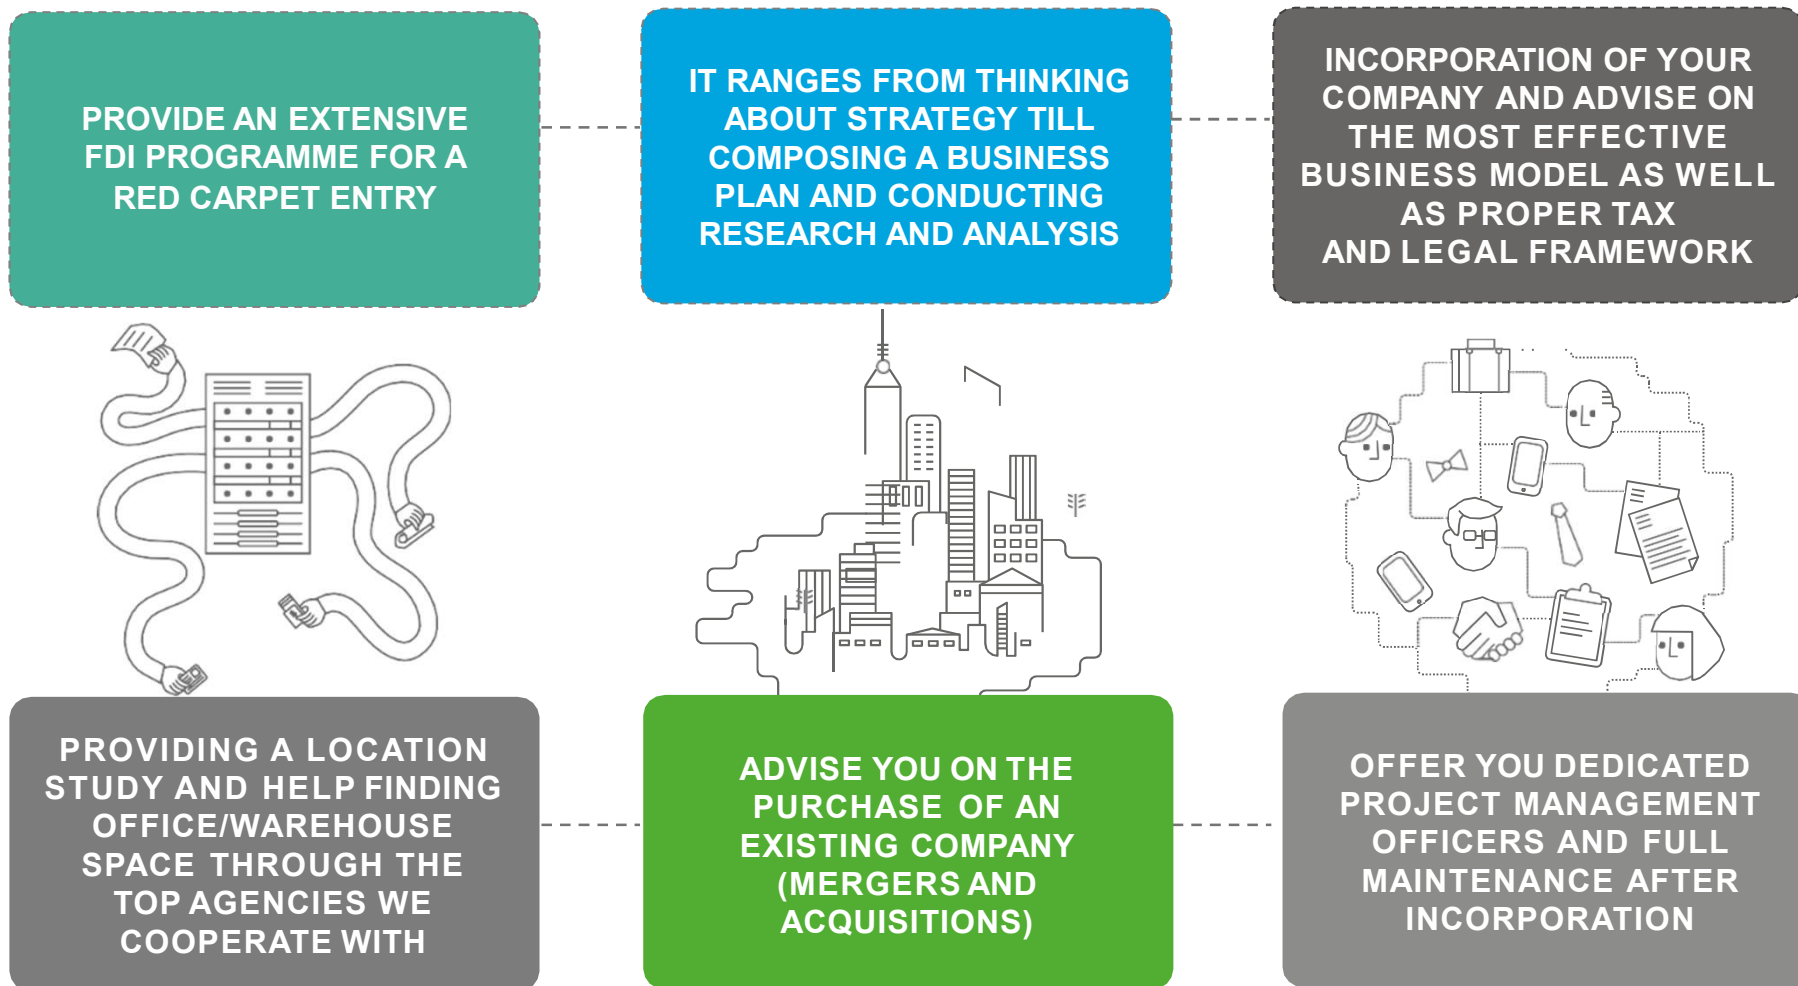 PROVIDE AN EXTENSIVE
FDI PROGRAMME FOR A
RED CARPET ENTRY
IT RANGES FROM THINKING
ABOUT STRATEGY TILL
COMPOSING A BUSINESS
PLAN AND CONDUCTING
RESEARCH AND ANALYSIS
INCORPORATION OF YOUR
COMPANY AND ADVISE ON
THE MOST EFFECTIVE
BUSINESS MODEL AS WELL
AS PROPER TAX
AND LEGAL FRAMEWORK
PROVIDING A LOCATION
STUDY AND HELP FINDING
OFFICE/WAREHOUSE
SPACE THROUGH THE
TOP AGENCIES WE
COOPERATE WITH
ADVISE YOU ON THE
PURCHASE OF AN
EXISTING COMPANY
(MERGERS AND
ACQUISITIONS)
OFFER YOU DEDICATED
PROJECT MANAGEMENT
OFFICERS AND FULL
MAINTENANCE AFTER
INCORPORATION